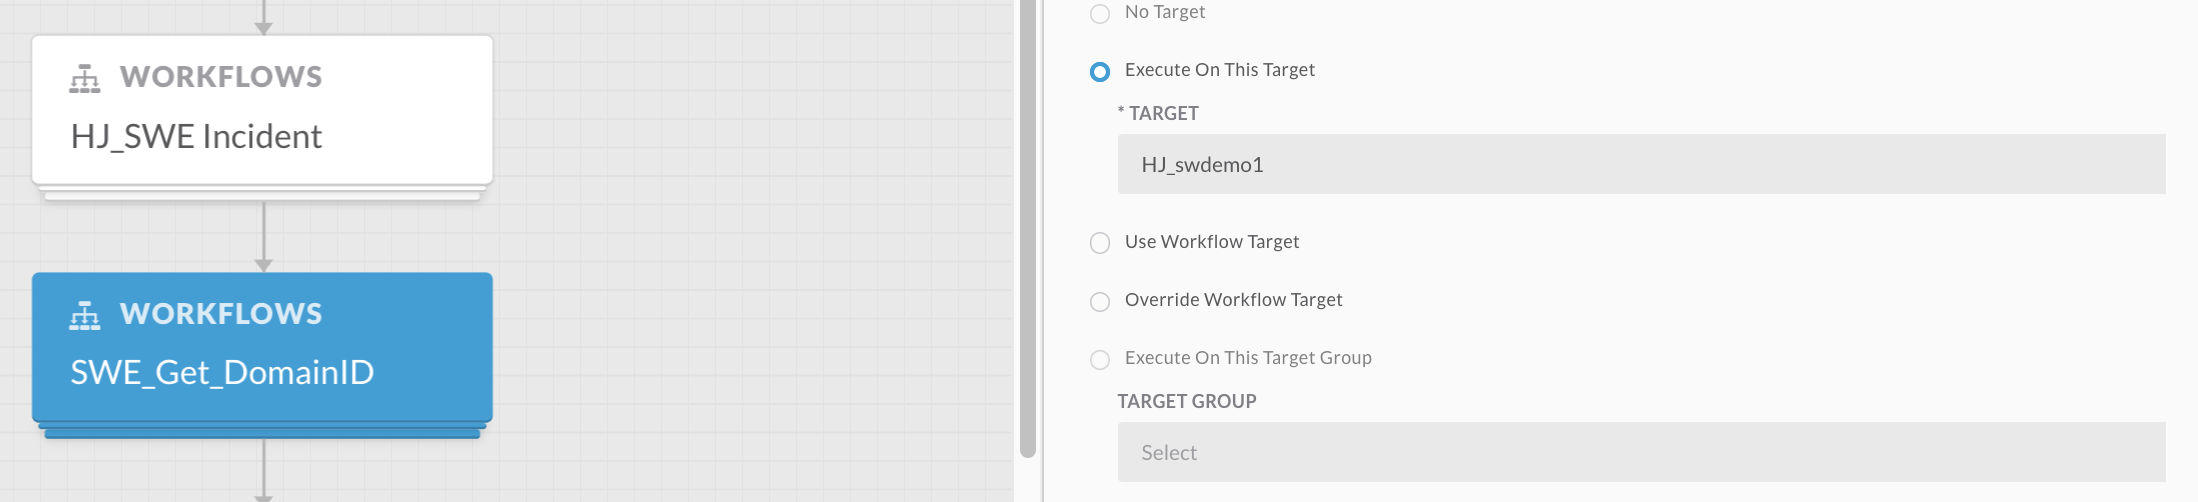 WORKFLOWS
HJ_SWE Incident
WORKFLOWS
SWE_Get_DomainID
No Target
Execute On This Target
* TARGET
HJ_swdemo1
Use Workflow Target
Override Workflow Target
Execute On This Target Group
TARGET GROUP
Select